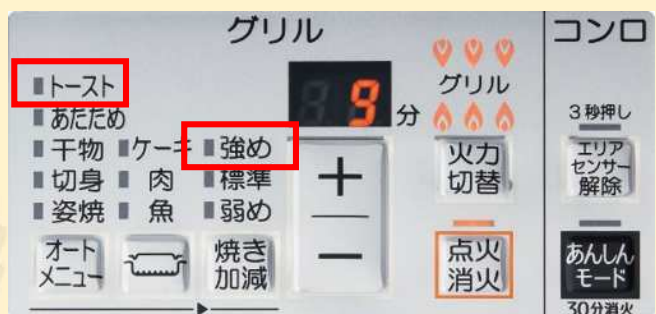 グリル
コンロ
トースト
あたため
干物 ケーキ 強め
切身 肉 標準
姿焼 魚 弱め
9 分
グリル
3秒押し
エリア
センサー
解除
火力
切替
+
−
オート
メニュー
焼き
加減
点火
消火
あんしん
モード
30分消火